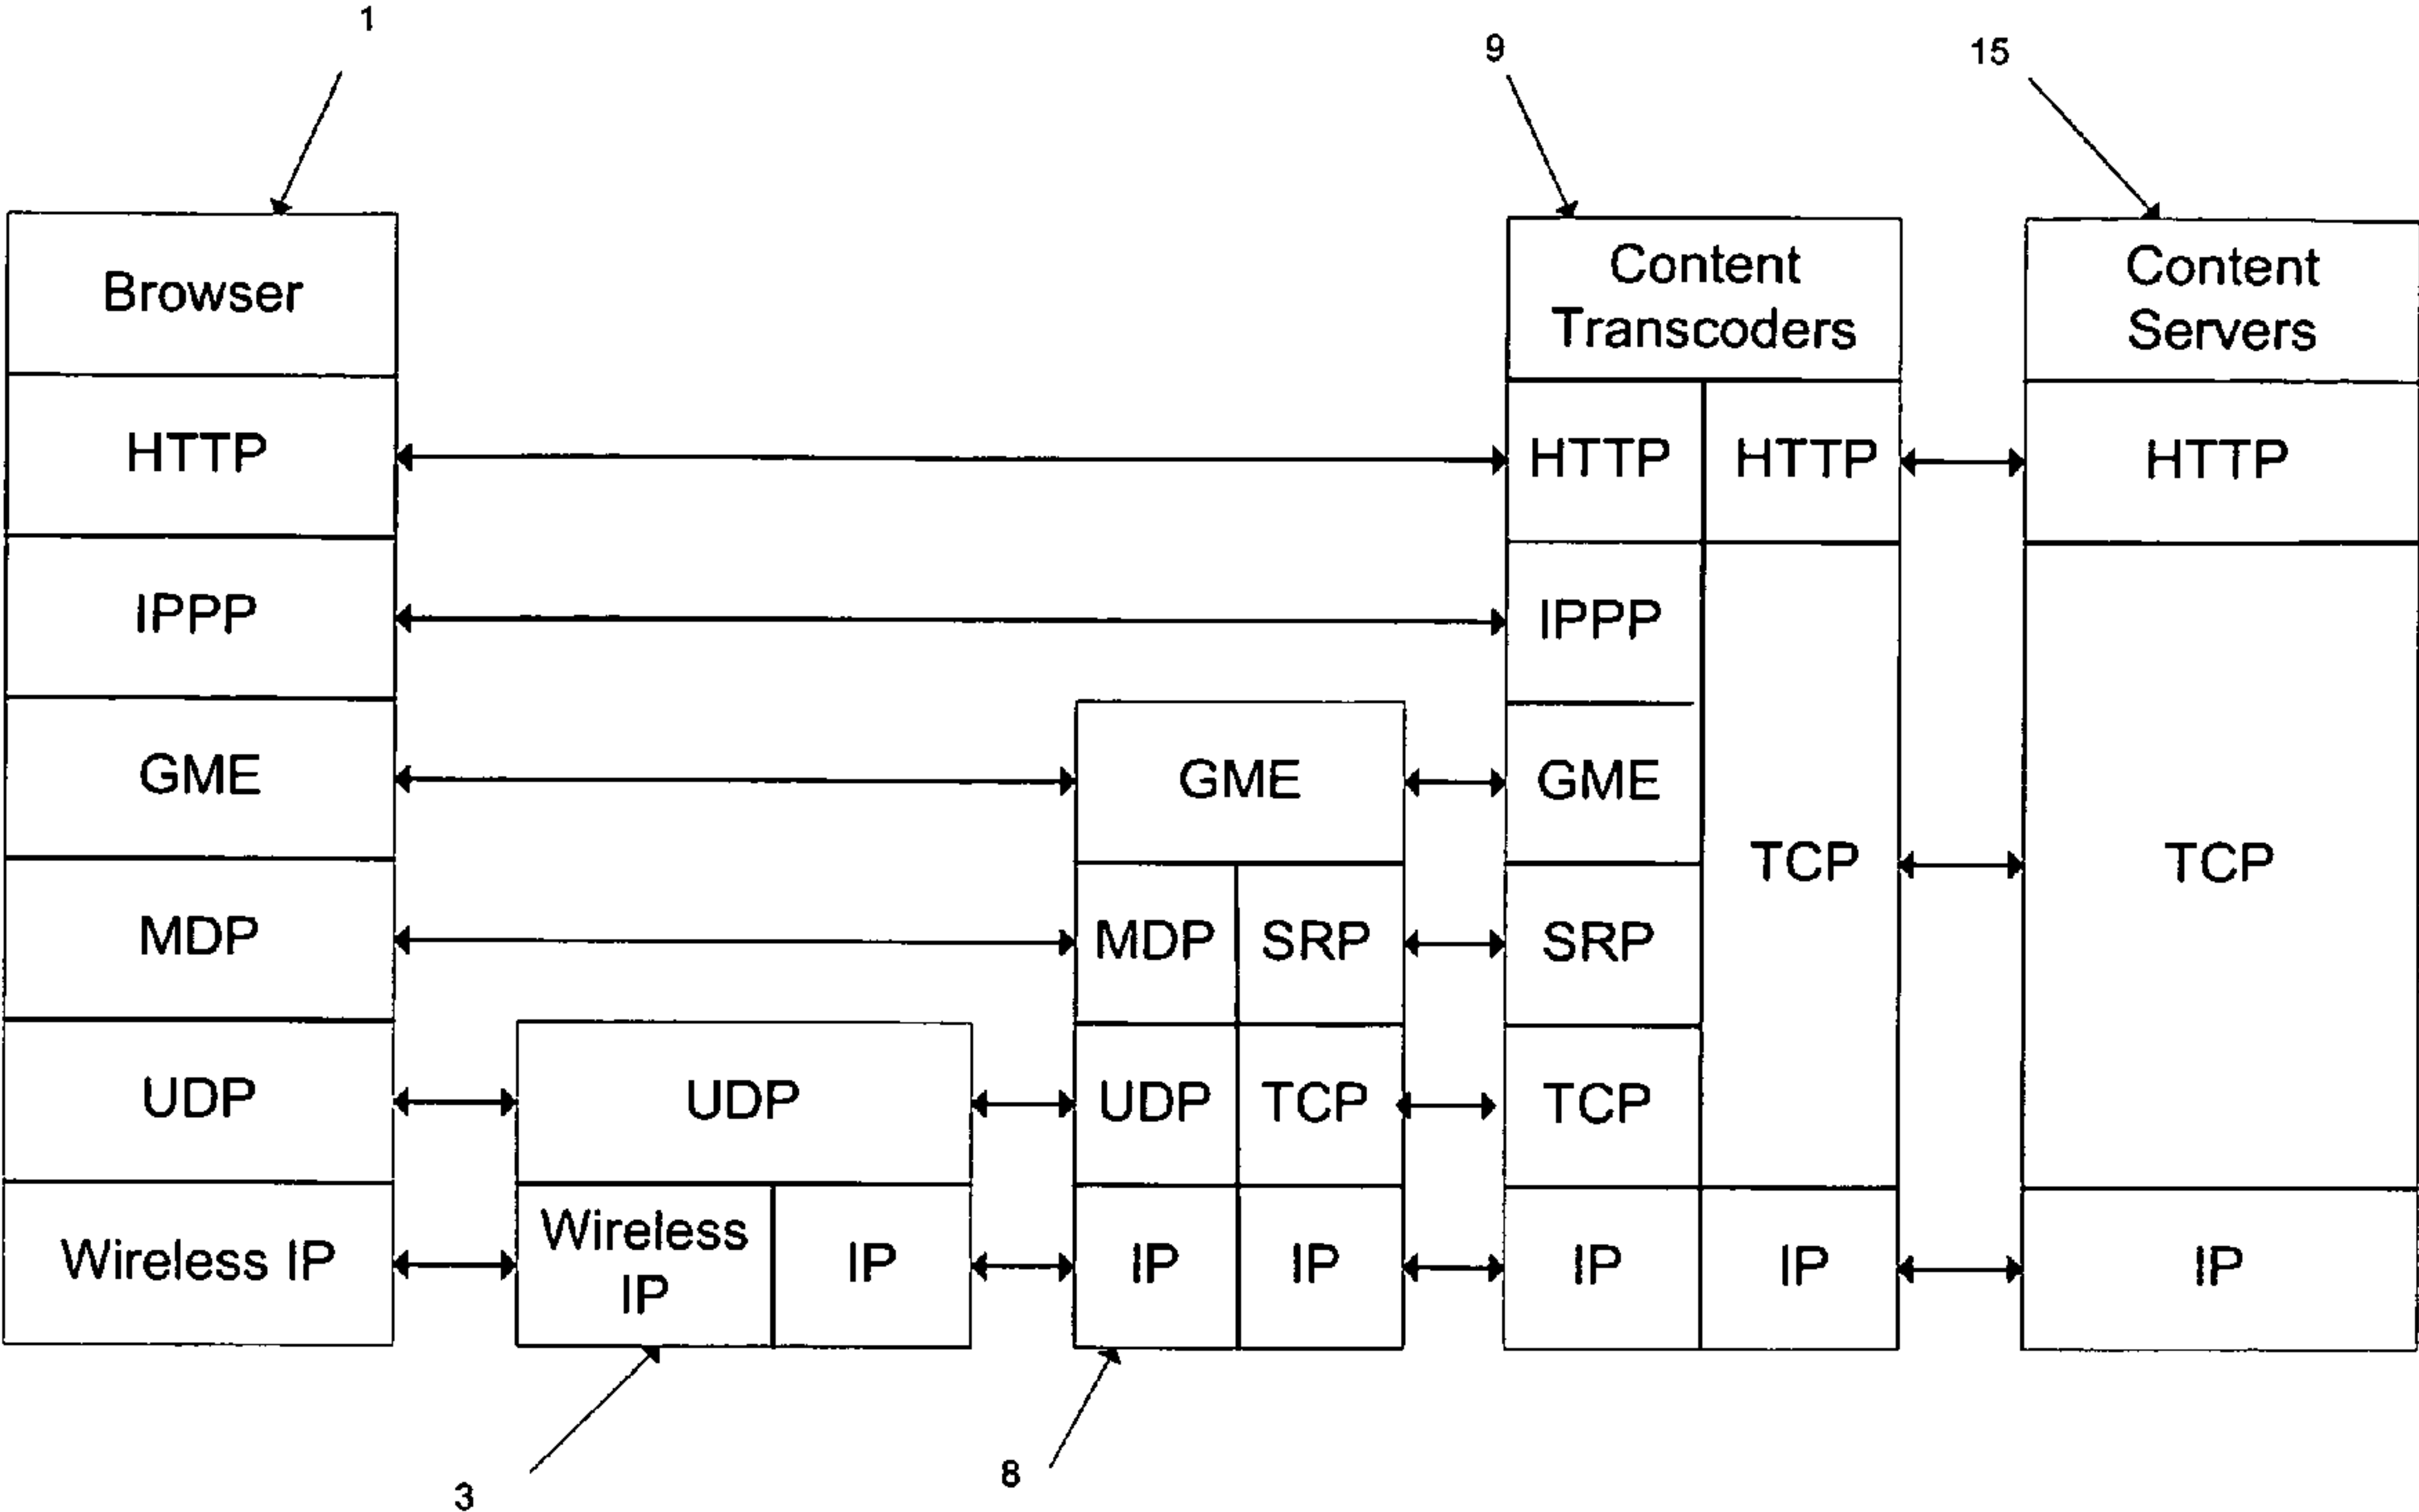 1
9
15
Browser
Content
Transcoders
Content
Servers
HTTP
HTTP
HTTP
HTTP
IPPP
IPPP
GME
GME
GME
TCP
TCP
MDP
MDP
SRP
SRP
UDP
UDP
UDP
TCP
TCP
Wireless IP
Wireless
IP
IP
IP
IP
IP
IP
IP
3
8